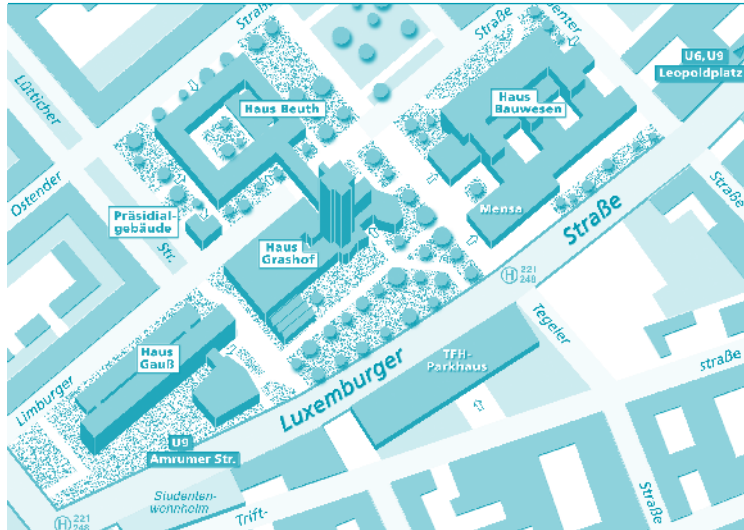 Straße
Straße
enter
U6, U9
Leopoldplatz
Lütticher
Haus Beuth
Haus
Bauwesen
Ostender
Präsidial-
gebäude
Mensa
Straße
Straße
Str.
Haus
Grashof
H 221
248
Tegeler
Haus
Gauß
TFH-
Parkhaus
straße
Limburger
Luxemburger
U9
Amrumer Str.
Studenten-
wohnheim
Straße
H 221
248
Trift-